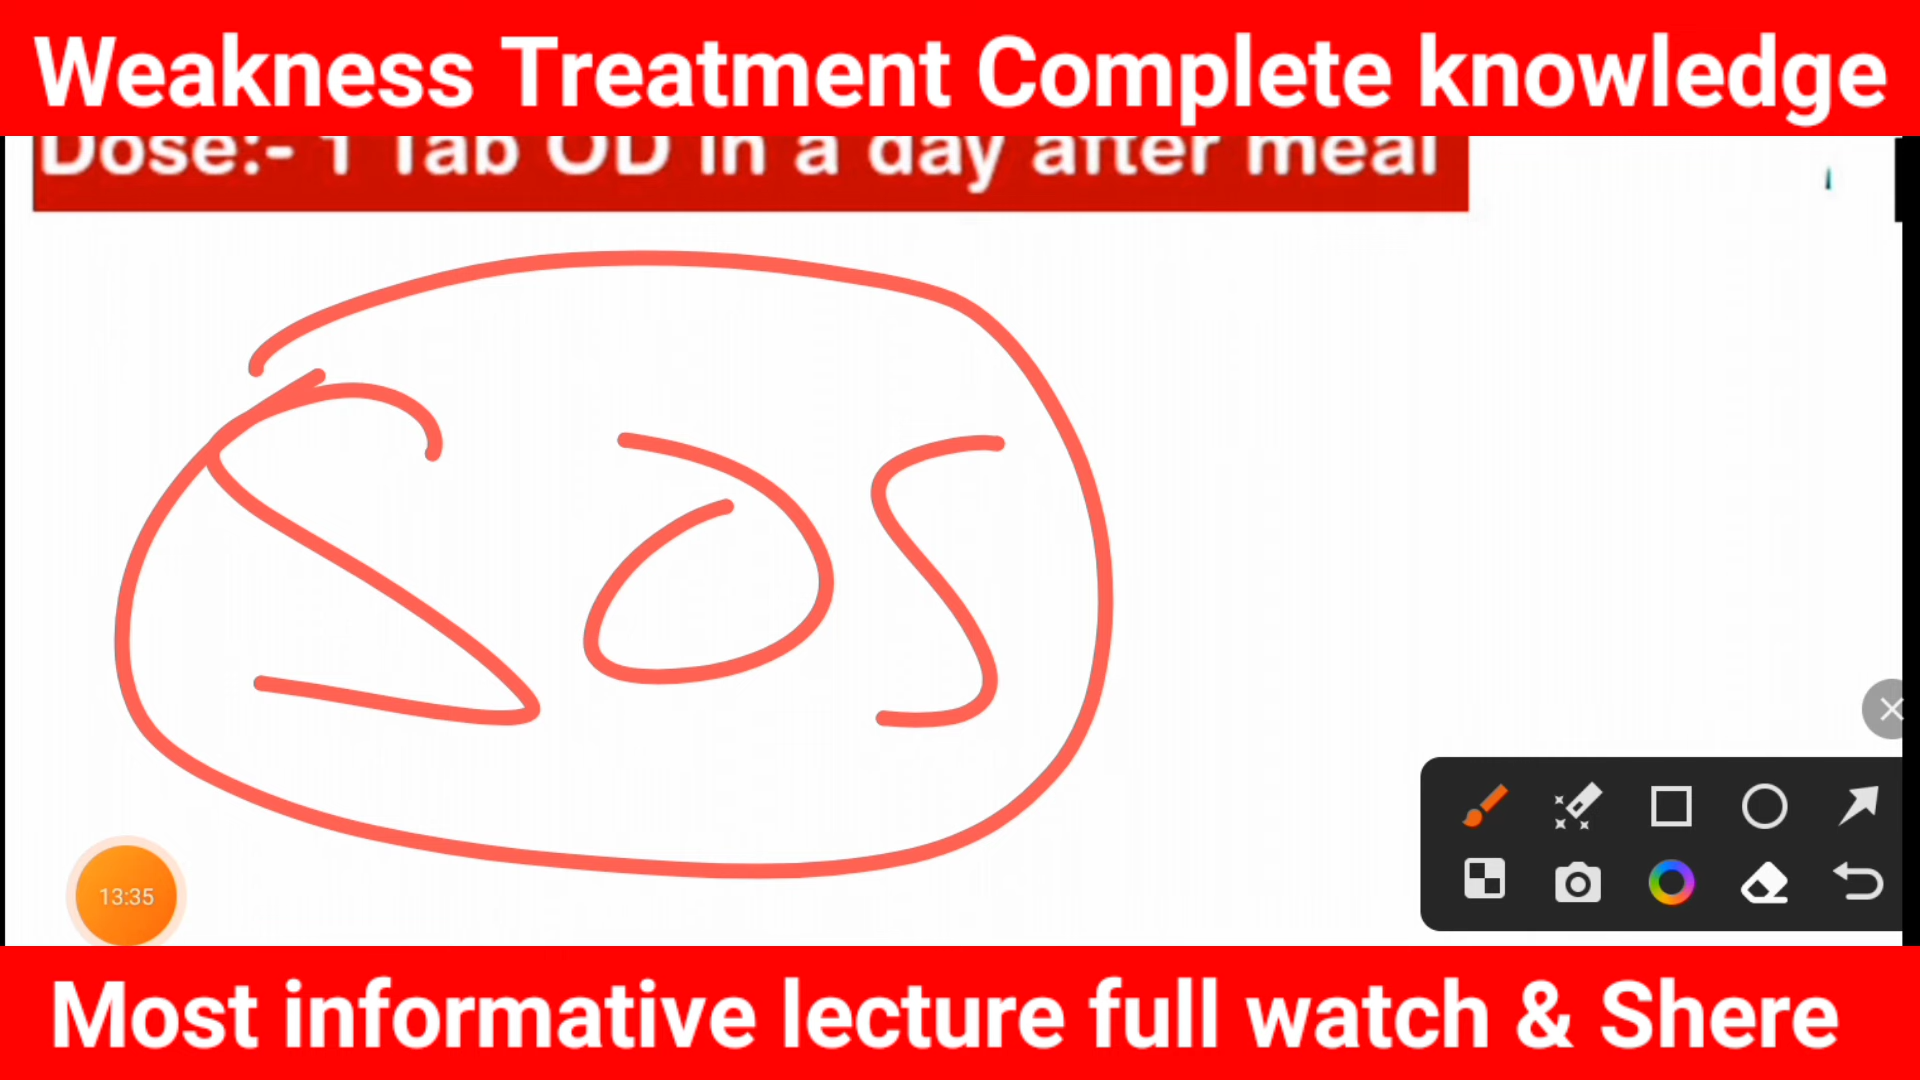 Weakness Treatment Complete knowledge
Dose:- 1 Tab OD in a day after meal
SOS
13:35
Most informative lecture full watch & Shere